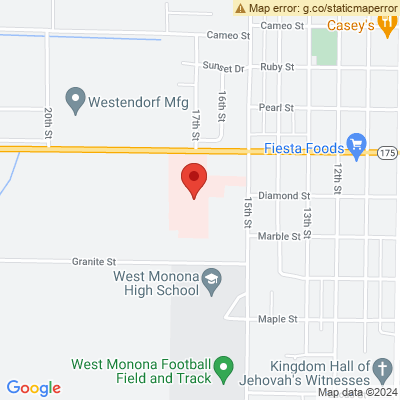 Map error: g.co/staticmaperror
Cameo St
Cameo St
Casey's
Sunset Dr
Ruby St
20th St
Westendorf Mfg
17th St
16th St
Pearl St
Fiesta Foods
175
12th St
Diamond St
15th St
13th St
Marble St
Granite St
West Monona
High School
Maple St
West Monona Football
Field and Track
Kingdom Hall of
Jehovah's Witnesses
Google
Map data ©2024